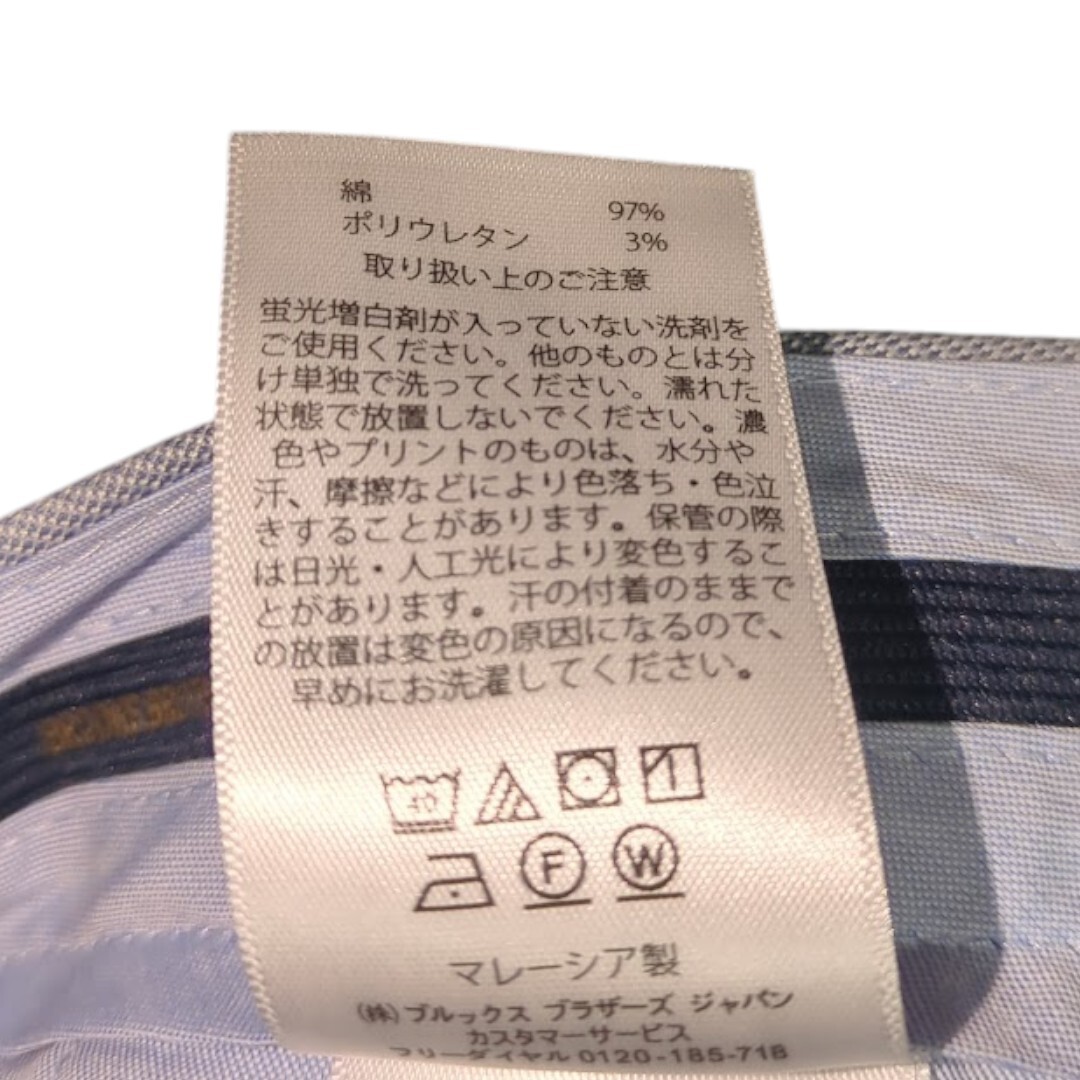 綿 97%
ポリウレタン 3%
取り扱い上のご注意
蛍光増白剤が入っていない洗剤を
ご使用ください。他のものとは分
け単独で洗ってください。濡れた
状態で放置しないでください。濃
色やプリントのものは、水分や
汗、摩擦などにより色落ち・色泣
きすることがあります。保管の際
は日光・人工光により変色するこ
とがあります。汗の付着のままで
の放置は変色の原因になるので、
早めにお洗濯してください。
40
1
F W
マレーシア製
(株)ブルックス ブラザーズ ジャパン
カスタマーサービス
フリーダイヤル 0120-185-718